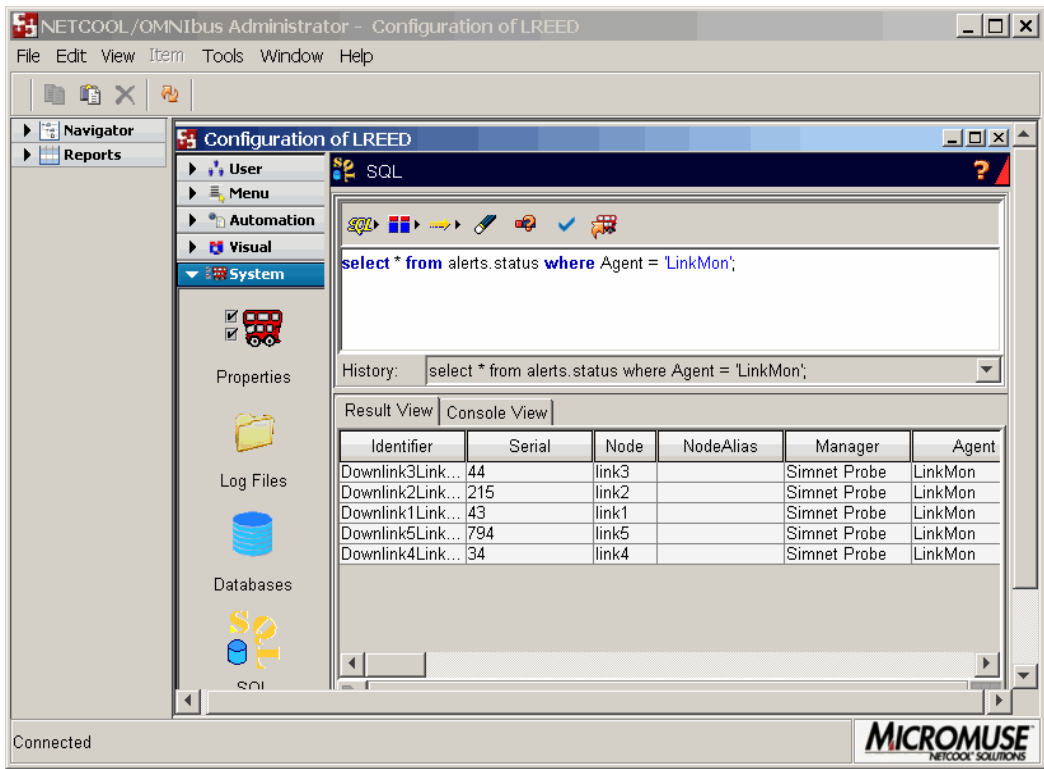 NETCOOL/OMNIbus Administrator - Configuration of LREED
File Edit View Item Tools Window Help
Navigator
Reports
Configuration of LREED
User
Menu
Automation
Visual
System
Properties
Log Files
Databases
SQL
SQL
?
SQL
select * from alerts.status where Agent = 'LinkMon';
History: select * from alerts.status where Agent = 'LinkMon';
Result View Console View
Identifier Serial Node NodeAlias Manager Agent
Downlink3Link... 44 link3 Simnet Probe LinkMon
Downlink2Link... 215 link2 Simnet Probe LinkMon
Downlink1Link... 43 link1 Simnet Probe LinkMon
Downlink5Link... 794 link5 Simnet Probe LinkMon
Downlink4Link... 34 link4 Simnet Probe LinkMon
Connected
MICROMUSE
NETCOOL SOLUTIONS